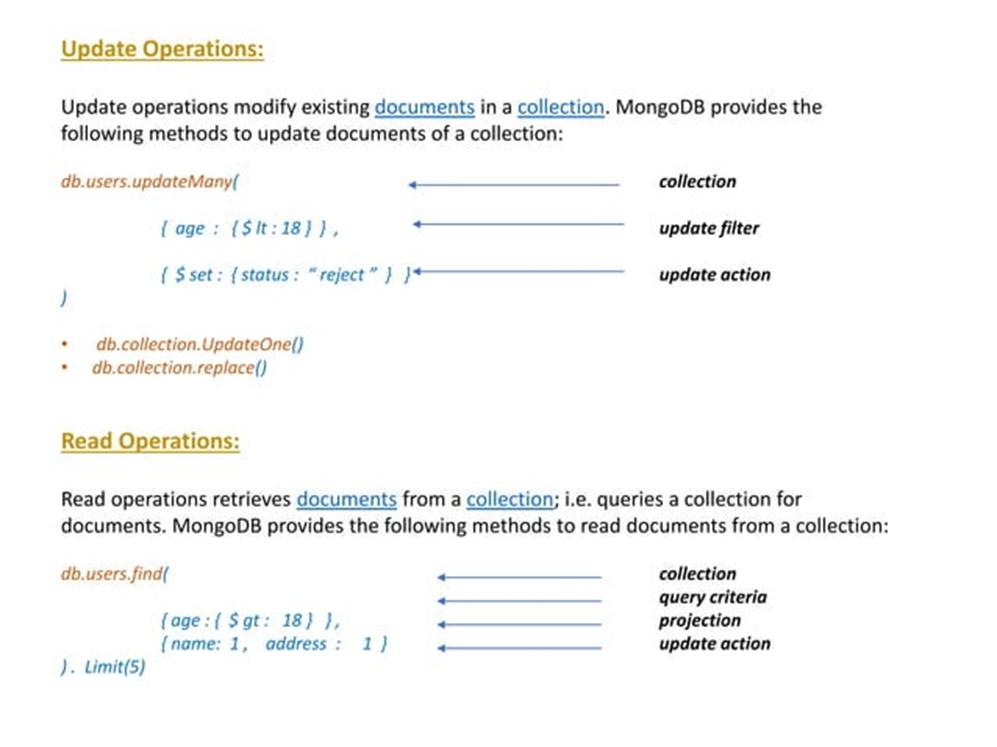 Update Operations:
Update operations modify existing documents in a collection. MongoDB provides the
following methods to update documents of a collection:
db.users.updateMany( collection
{ age : { $ lt : 18 } } , update filter
{ $ set : { status : “ reject ” } } update action
)
• db.collection.UpdateOne()
• db.collection.replace()
Read Operations:
Read operations retrieves documents from a collection; i.e. queries a collection for
documents. MongoDB provides the following methods to read documents from a collection:
db.users.find( collection
query criteria
{ age : { $ gt : 18 } }, projection
{ name: 1, address : 1 } update action
). Limit(5)